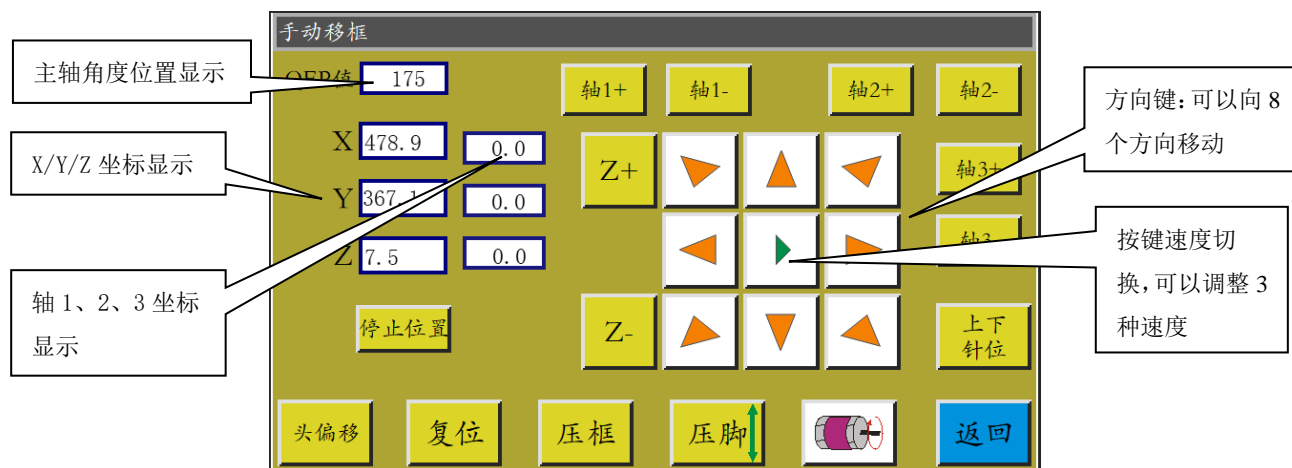 手动移框
主轴角度位置显示
175
轴1+
轴1-
轴2+
轴2-
方向键:可以向 8
个方向移动
X/Y/Z 坐标显示
X 478.9
0.0
Z+
轴3+
Y 367.1
0.0
Z 7.5
0.0
按键速度切
换,可以调整 3
种速度
轴 1、2、3 坐标
显示
停止位置
Z-
上下
针位
头偏移
复位
压框
压脚
返回